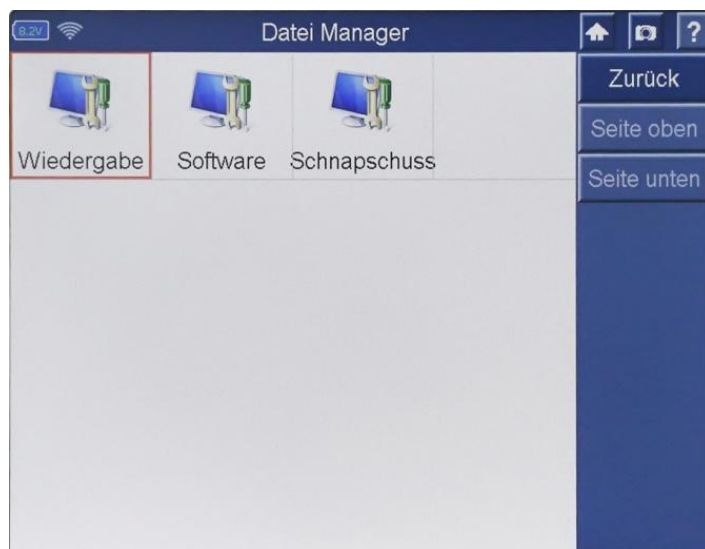 8.2V
Datei Manager
?
Zurück
Wiedergabe
Software
Schnapschuss
Seite oben
Seite unten